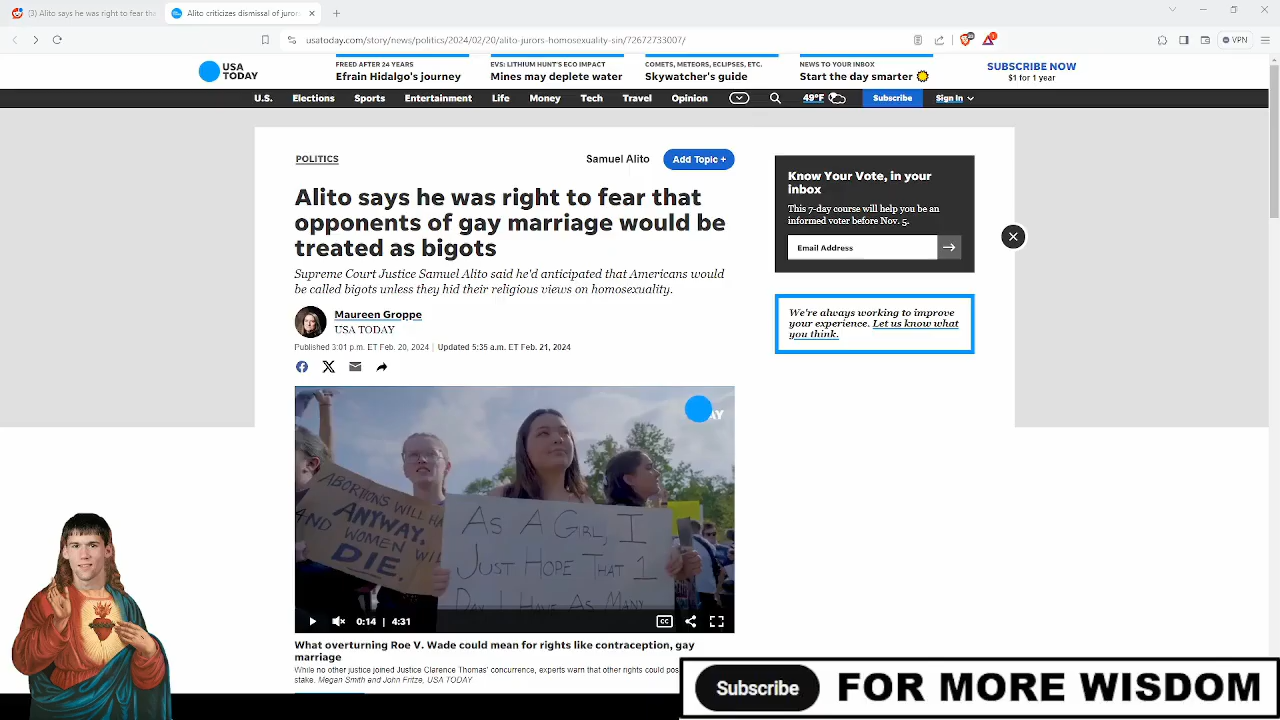 (3) Alito says he was right to fear tha
Alito criticizes dismissal of juror
usatoday.com/story/news/politics/2024/02/20/alito-jurors-homosexuality-sin/72672733007/
VPN
USA
TODAY
FREED AFTER 24 YEARS
Efrain Hidalgo's journey
EVS: LITHIUM HUNT'S ECO IMPACT
Mines may deplete water
COMETS, METEORS, ECLIPSES, ETC.
Skywatcher's guide
NEWS TO YOUR INBOX
Start the day smarter
SUBSCRIBE NOW
$1 for 1 year
U.S. Elections Sports Entertainment Life Money Tech Travel Opinion 49°F Subscribe Sign In
POLITICS
Samuel Alito Add Topic +
Alito says he was right to fear that
opponents of gay marriage would be
treated as bigots
Supreme Court Justice Samuel Alito said he'd anticipated that Americans would
be called bigots unless they hid their religious views on homosexuality.
Maureen Groppe
USA TODAY
Published 3:01 p.m. ET Feb. 20, 2024 | Updated 5:35 a.m. ET Feb. 21, 2024
Know Your Vote, in your
inbox
This 7-day course will help you be an
informed voter before Nov. 5.
Email Address
We're always working to improve
your experience. Let us know what
you think.
AY
ABORTIONS WILL HA
ANYWAY.
AND WOMEN WIL
DIE.
AS A GIRL, I
JUST HOPE THAT 1
DAY I HAVE AS MANY
0:14 | 4:31
CC
What overturning Roe V. Wade could mean for rights like contraception, gay
marriage
While no other justice joined Justice Clarence Thomas' concurrence, experts warn that other rights could pos
stake. Megan Smith and John Fritze, USA TODAY
Subscribe FOR MORE WISDOM